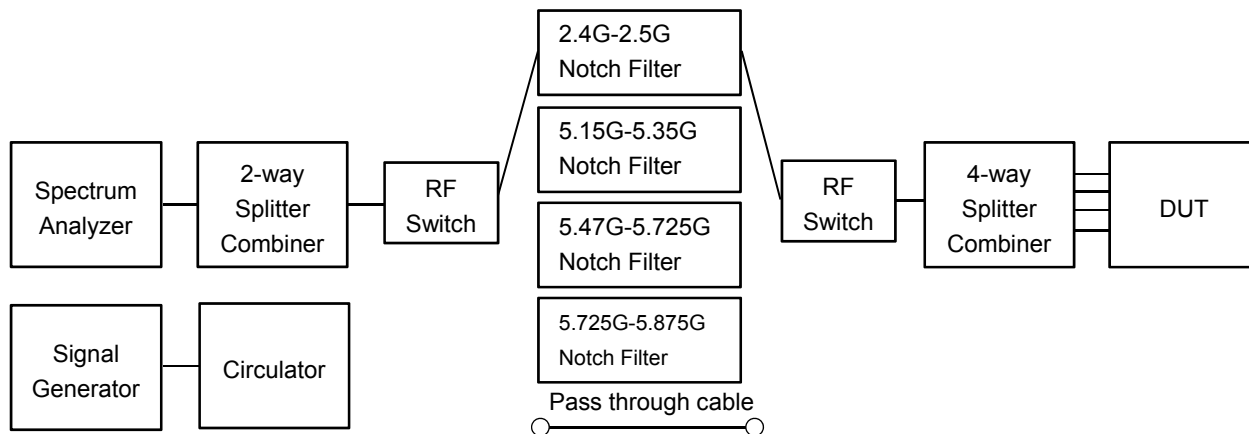 2.4G-2.5G
Notch Filter
5.15G-5.35G
Notch Filter
Spectrum
Analyzer
2-way
Splitter
Combiner
RF
Switch
5.47G-5.725G
Notch Filter
RF
Switch
4-way
Splitter
Combiner
DUT
Signal
Generator
Circulator
5.725G-5.875G
Notch Filter
Pass through cable